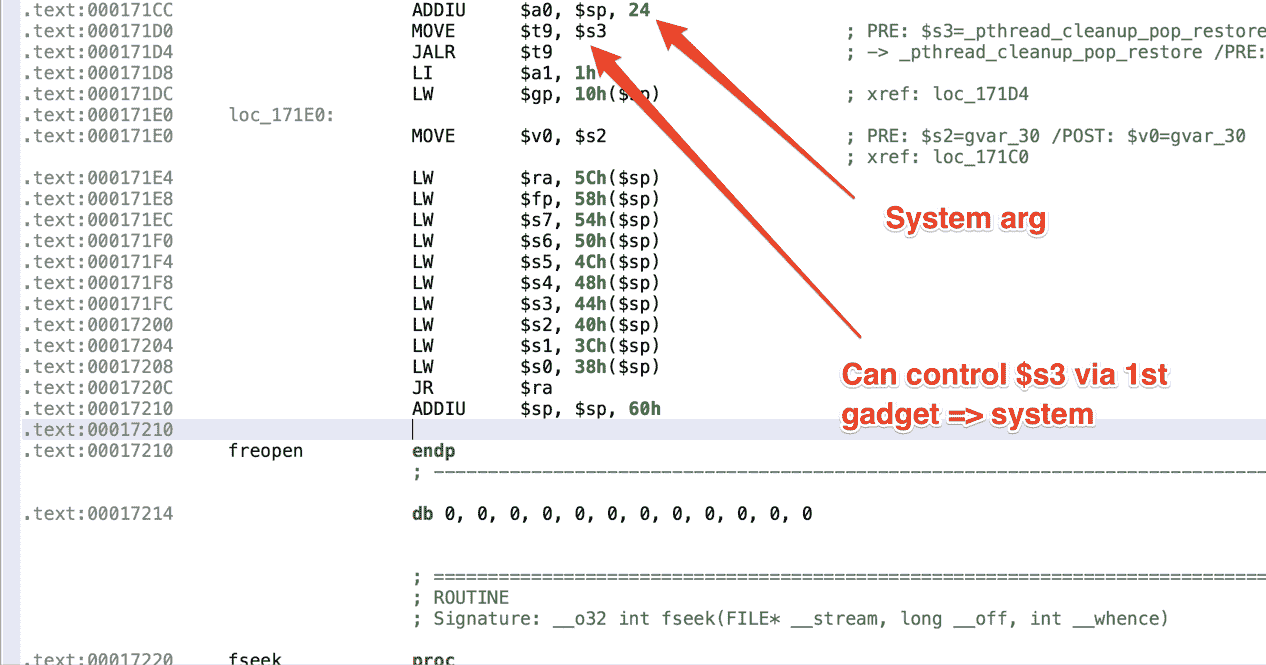 .text:000171CC ADDIU $a0, $sp, 24
.text:000171D0 MOVE $t9, $s3 ; PRE: $s3=_pthread_cleanup_pop_restore
.text:000171D4 JALR $t9 ; —> _pthread_cleanup_pop_restore /PRE:
.text:000171D8 LI $a1, 1h
.text:000171DC LW $gp, 10h($sp) ; xref: loc_171D4
.text:000171E0 loc_171E0:
.text:000171E0 MOVE $v0, $s2 ; PRE: $s2=gvar_30 /POST: $v0=gvar_30
; xref: loc_171C0
.text:000171E4 LW $ra, 5Ch($sp)
.text:000171E8 LW $fp, 58h($sp)
.text:000171EC LW $s7, 54h($sp)
.text:000171F0 LW $s6, 50h($sp)
.text:000171F4 LW $s5, 4Ch($sp)
.text:000171F8 LW $s4, 48h($sp)
.text:000171FC LW $s3, 44h($sp)
.text:00017200 LW $s2, 40h($sp)
.text:00017204 LW $s1, 3Ch($sp)
.text:00017208 LW $s0, 38h($sp)
.text:0001720C JR $ra
.text:00017210 ADDIU $sp, $sp, 60h
.text:00017210
.text:00017210 freopen endp
; ------------------------------------------------------------------------------
.text:00017214 db 0, 0, 0, 0, 0, 0, 0, 0, 0, 0, 0, 0
; ==============================================================================
; ROUTINE
; Signature: __o32 int fseek(FILE* __stream, long __off, int __whence)
.text:00017220 fseek proc
System arg
Can control $s3 via 1st
gadget => system